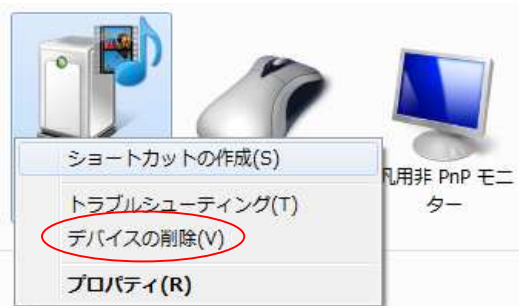 ショートカットの作成(S)
トラブルシューティング(T)
デバイスの削除(V)
プロパティ(R)
汎用非 PnP モニ
ター